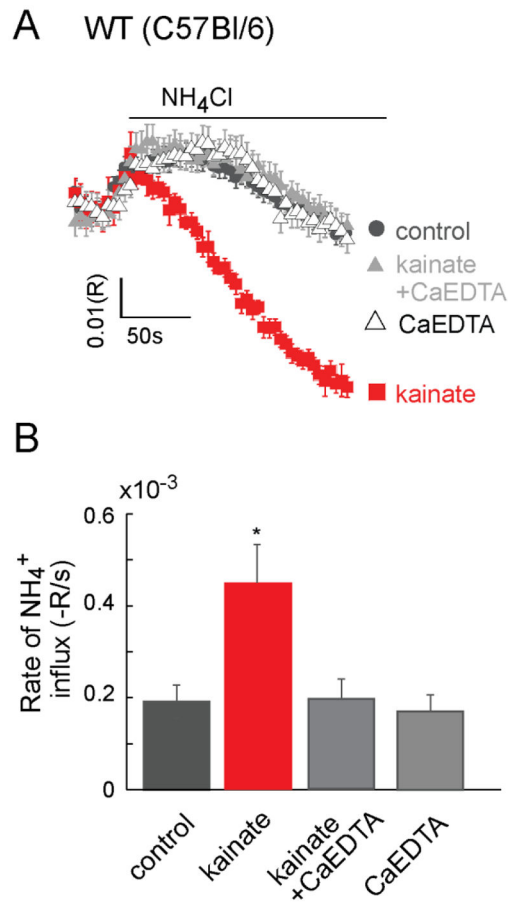 A WT (C57Bl/6)
NH₄Cl
control
kainate
+CaEDTA
CaEDTA
kainate
0.01(R)
50s
B
x10⁻³
0.6
0.4
0.2
0
Rate of NH₄⁺
influx (-R/s)
*
control
kainate
kainate
+CaEDTA
CaEDTA